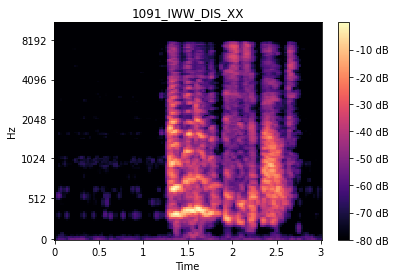 1091_IWW_DIS_XX
8192
4096
2048
1024
512
0
Hz
0 0.5 1 1.5 2 2.5 3
Time
-10 dB
-20 dB
-30 dB
-40 dB
-50 dB
-60 dB
-70 dB
-80 dB